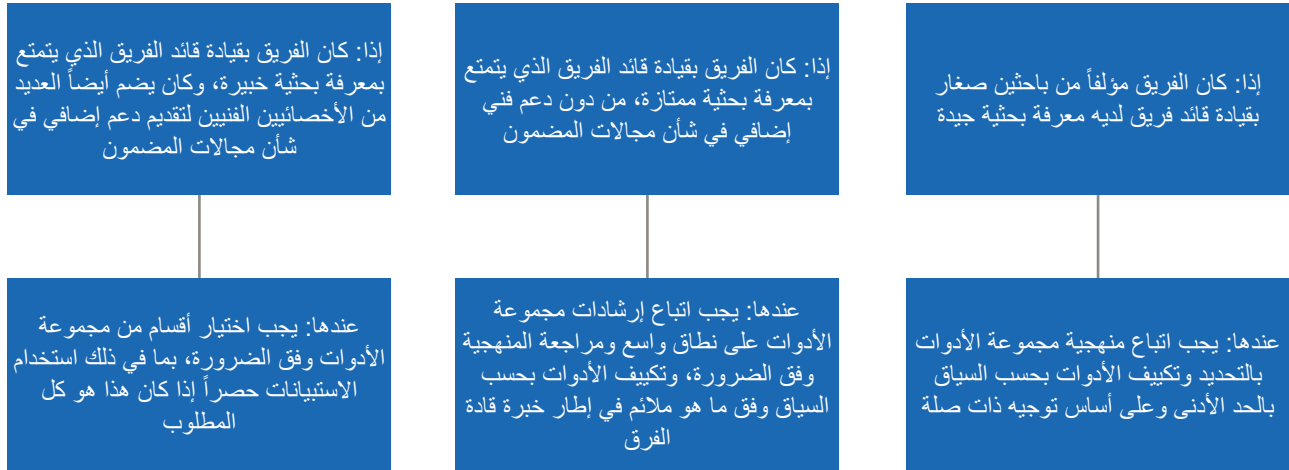 إذا: كان الفريق مؤلفاً من باحثين صغار
بقيادة قائد فريق لديه معرفة بحثية جيدة
عندها: يجب اتباع منهجية مجموعة الأدوات
بالتحديد وتكييف الأدوات بحسب السياق
بالحد الأدنى وعلى أساس توجيه ذات صلة
إذا: كان الفريق بقيادة قائد الفريق الذي يتمتع
بمعرفة بحثية ممتازة، من دون دعم فني
إضافي في شأن مجالات المضمون
عندها: يجب اتباع إرشادات مجموعة
الأدوات على نطاق واسع ومراجعة المنهجية
وفق الضرورة، وتكييف الأدوات بحسب
السياق وفق ما هو ملائم في إطار خبرة قادة
الفرق
إذا: كان الفريق بقيادة قائد الفريق الذي يتمتع
بمعرفة بحثية خبيرة، وكان يضم أيضاً العديد
من الأخصائيين الفنيين لتقديم دعم إضافي في
شأن مجالات المضمون
عندها: يجب اختيار أقسام من مجموعة
الأدوات وفق الضرورة، بما في ذلك استخدام
الاستبيانات حصراً إذا كان هذا هو كل
المطلوب